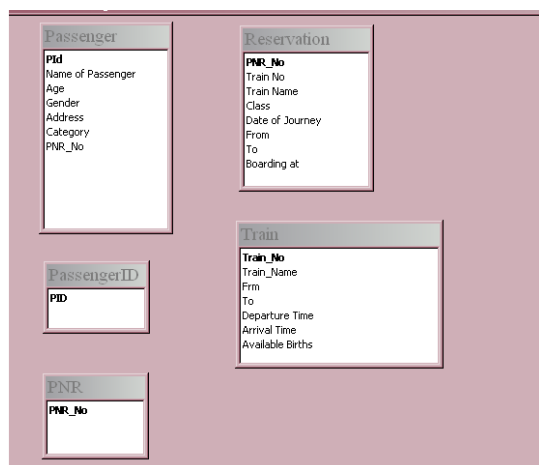 Passenger
PId
Name of Passenger
Age
Gender
Address
Category
PNR_No
Reservation
PNR_No
Train No
Train Name
Class
Date of Journey
From
To
Boarding at
Train
Train_No
Train_Name
Frm
To
Departure Time
Arrival Time
Available Births
PassengerID
PID
PNR
PNR_No